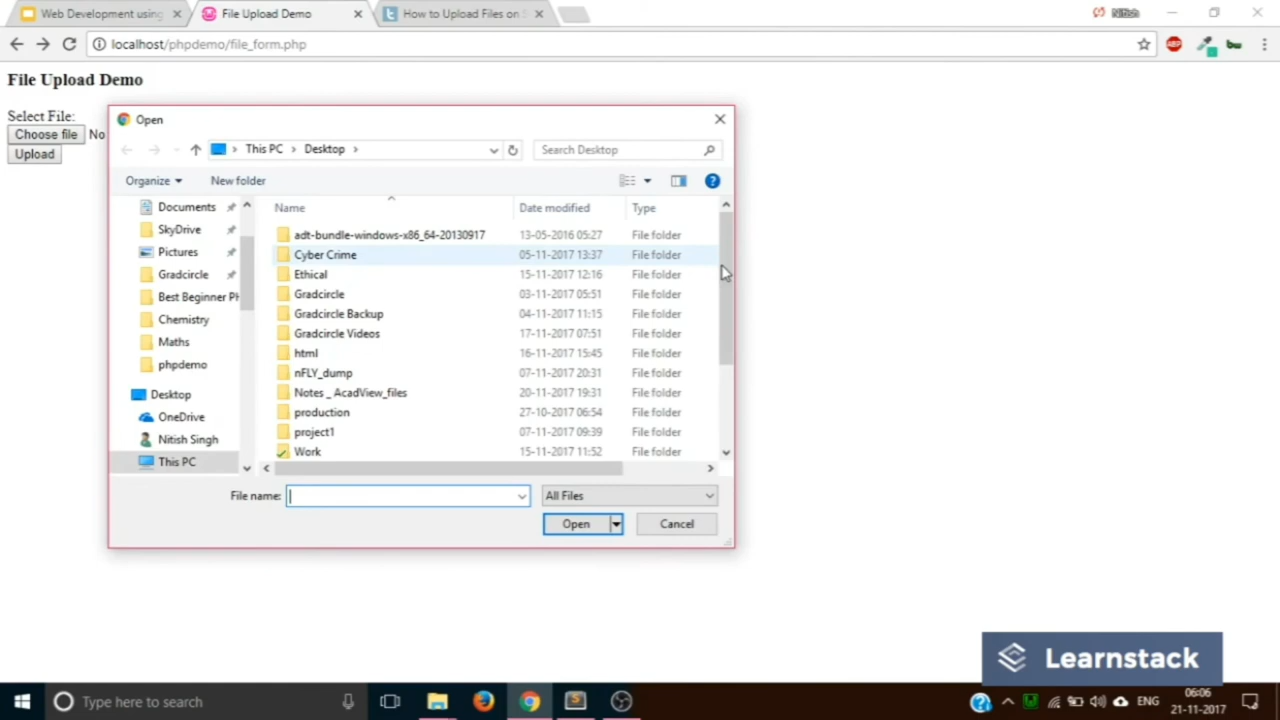 Web Development using
File Upload Demo
How to Upload Files on
Nitish
localhost/phpdemo/file_form.php
ABP
File Upload Demo
Select File:
Choose file No
Upload
Open
This PC > Desktop >
Search Desktop
Organize
New folder
Documents
SkyDrive
Pictures
Gradcircle
Best Beginner PH
Chemistry
Maths
phpdemo
Desktop
OneDrive
Nitish Singh
This PC
Name Date modified Type
adt-bundle-windows-x86_64-20130917 13-05-2016 05:27 File folder
Cyber Crime 05-11-2017 13:37 File folder
Ethical 15-11-2017 12:16 File folder
Gradcircle 03-11-2017 05:51 File folder
Gradcircle Backup 04-11-2017 11:15 File folder
Gradcircle Videos 17-11-2017 07:51 File folder
html 16-11-2017 15:45 File folder
nFLY_dump 07-11-2017 20:31 File folder
Notes _ AcadView_files 20-11-2017 19:31 File folder
production 27-10-2017 06:54 File folder
project1 07-11-2017 09:39 File folder
Work 15-11-2017 11:52 File folder
File name:
All Files
Open
Cancel
Learnstack
Type here to search
ENG
06:06
21-11-2017